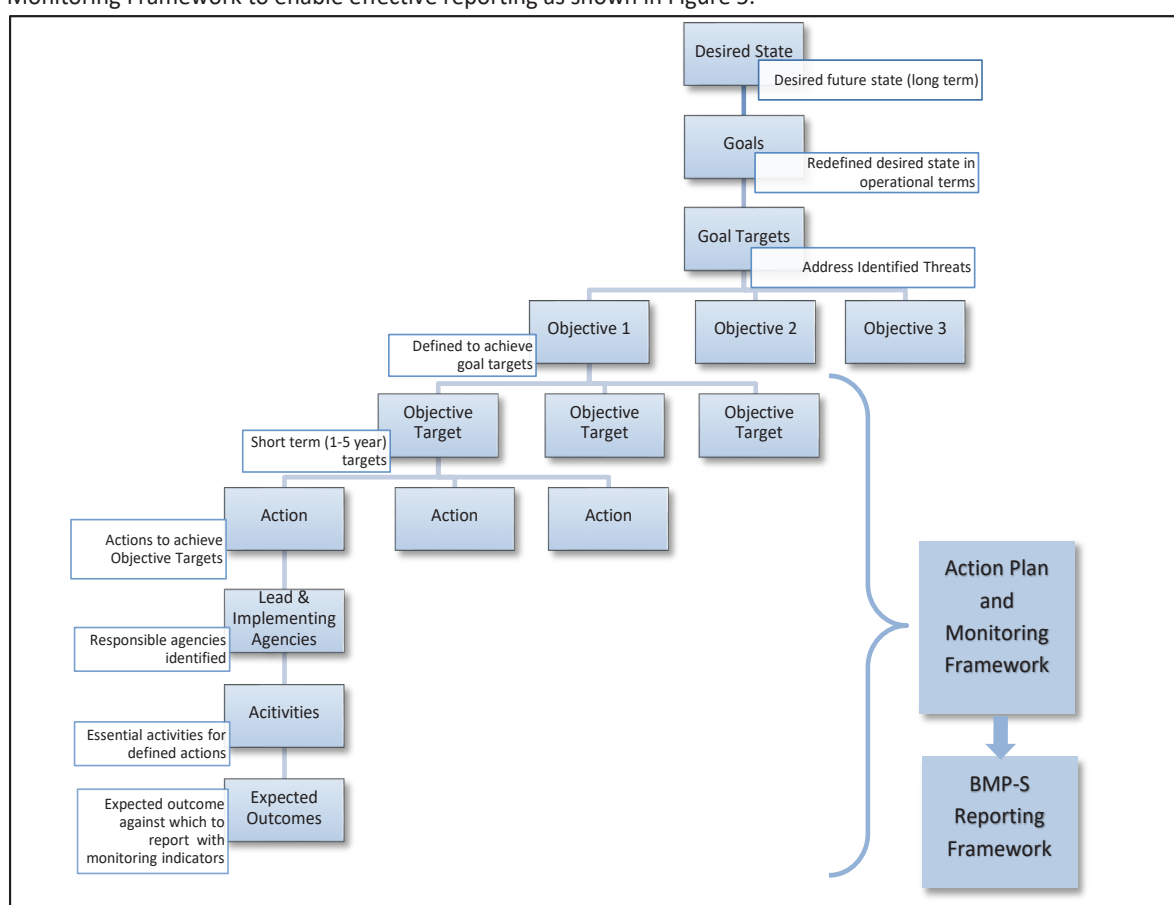 Monitoring Framework to enable effective reporting as shown in Figure 3.
Desired State
Desired future state (long term)
Goals
Redefined desired state in
operational terms
Goal Targets
Address Identified Threats
Objective 1
Objective 2
Objective 3
Defined to achieve
goal targets
Objective
Target
Objective
Target
Objective
Target
Short term (1-5 year)
targets
Action
Action
Action
Actions to achieve
Objective Targets
Lead &
Implementing
Agencies
Responsible agencies
identified
Acitivities
Essential activities for
defined actions
Expected
Outcomes
Expected outcome
against which to
report with
monitoring indicators
Action Plan
and
Monitoring
Framework
BMP-S
Reporting
Framework